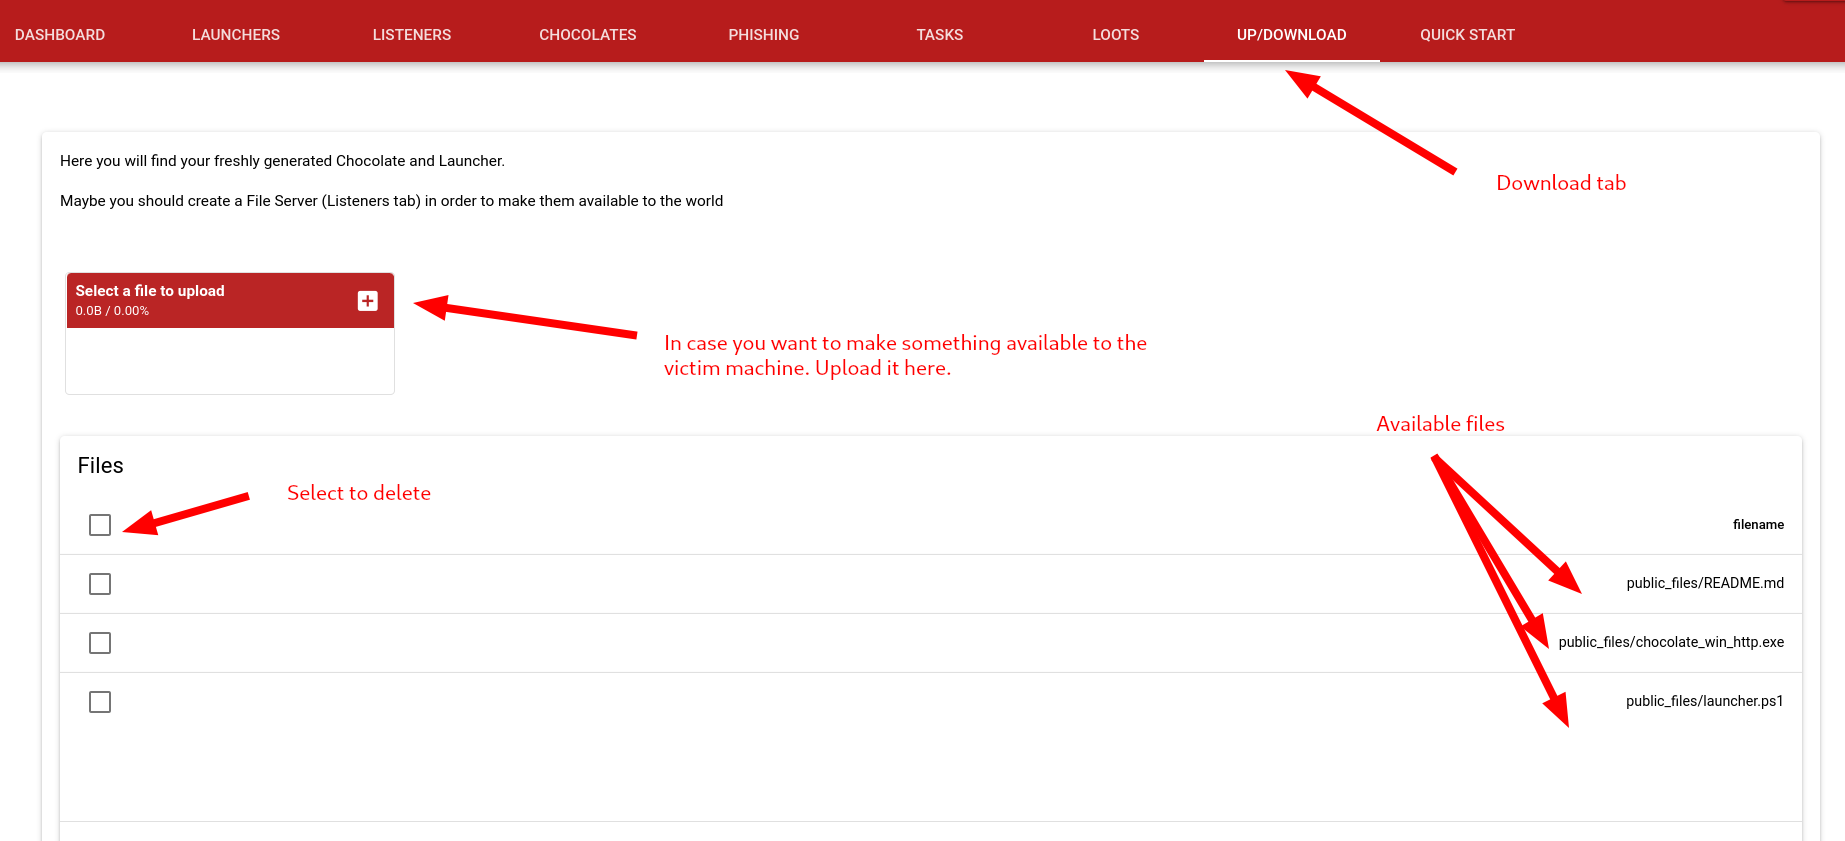 DASHBOARD LAUNCHERS LISTENERS CHOCOLATES PHISHING TASKS LOOTS UP/DOWNLOAD QUICK START
Download tab
Here you will find your freshly generated Chocolate and Launcher.
Maybe you should create a File Server (Listeners tab) in order to make them available to the world
Select a file to upload
0.0B / 0.00%
In case you want to make something available to the
victim machine. Upload it here.
Available files
Files
Select to delete
filename
public_files/README.md
public_files/chocolate_win_http.exe
public_files/launcher.ps1